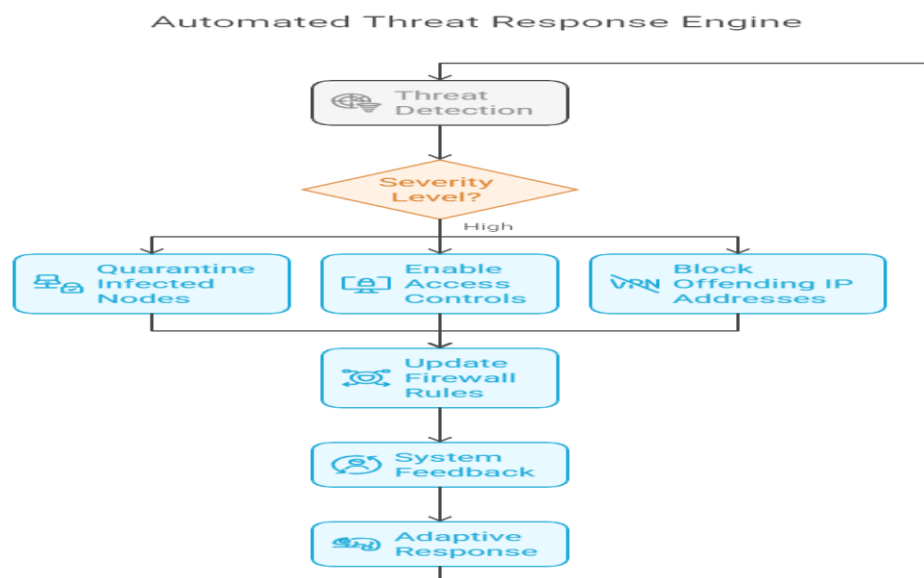 Automated Threat Response Engine
Threat
Detection
Severity
Level?
High
Quarantine
Infected
Nodes
Enable
Access
Controls
VPN
Block
Offending IP
Addresses
Update
Firewall
Rules
System
Feedback
Adaptive
Response